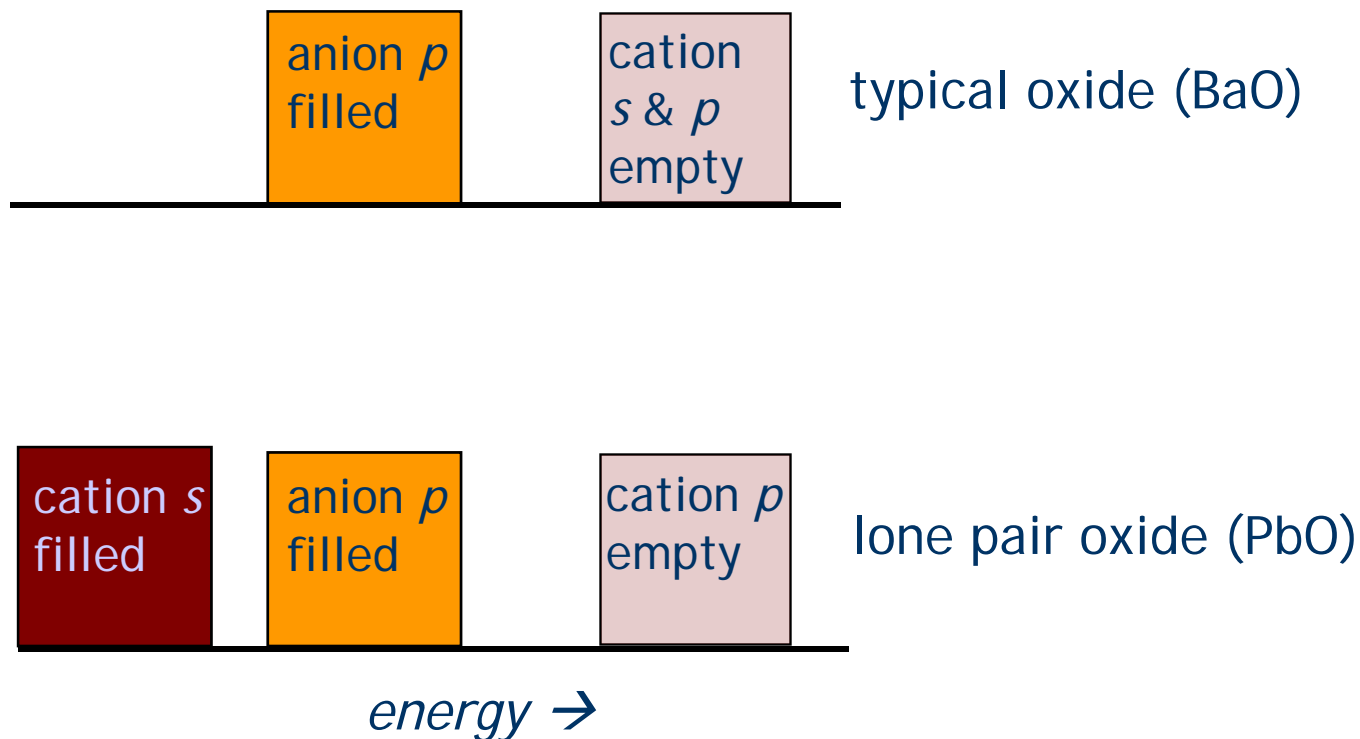 anion p
filled
cation
s & p
empty
typical oxide (BaO)
cation s
filled
anion p
filled
cation p
empty
lone pair oxide (PbO)
energy →